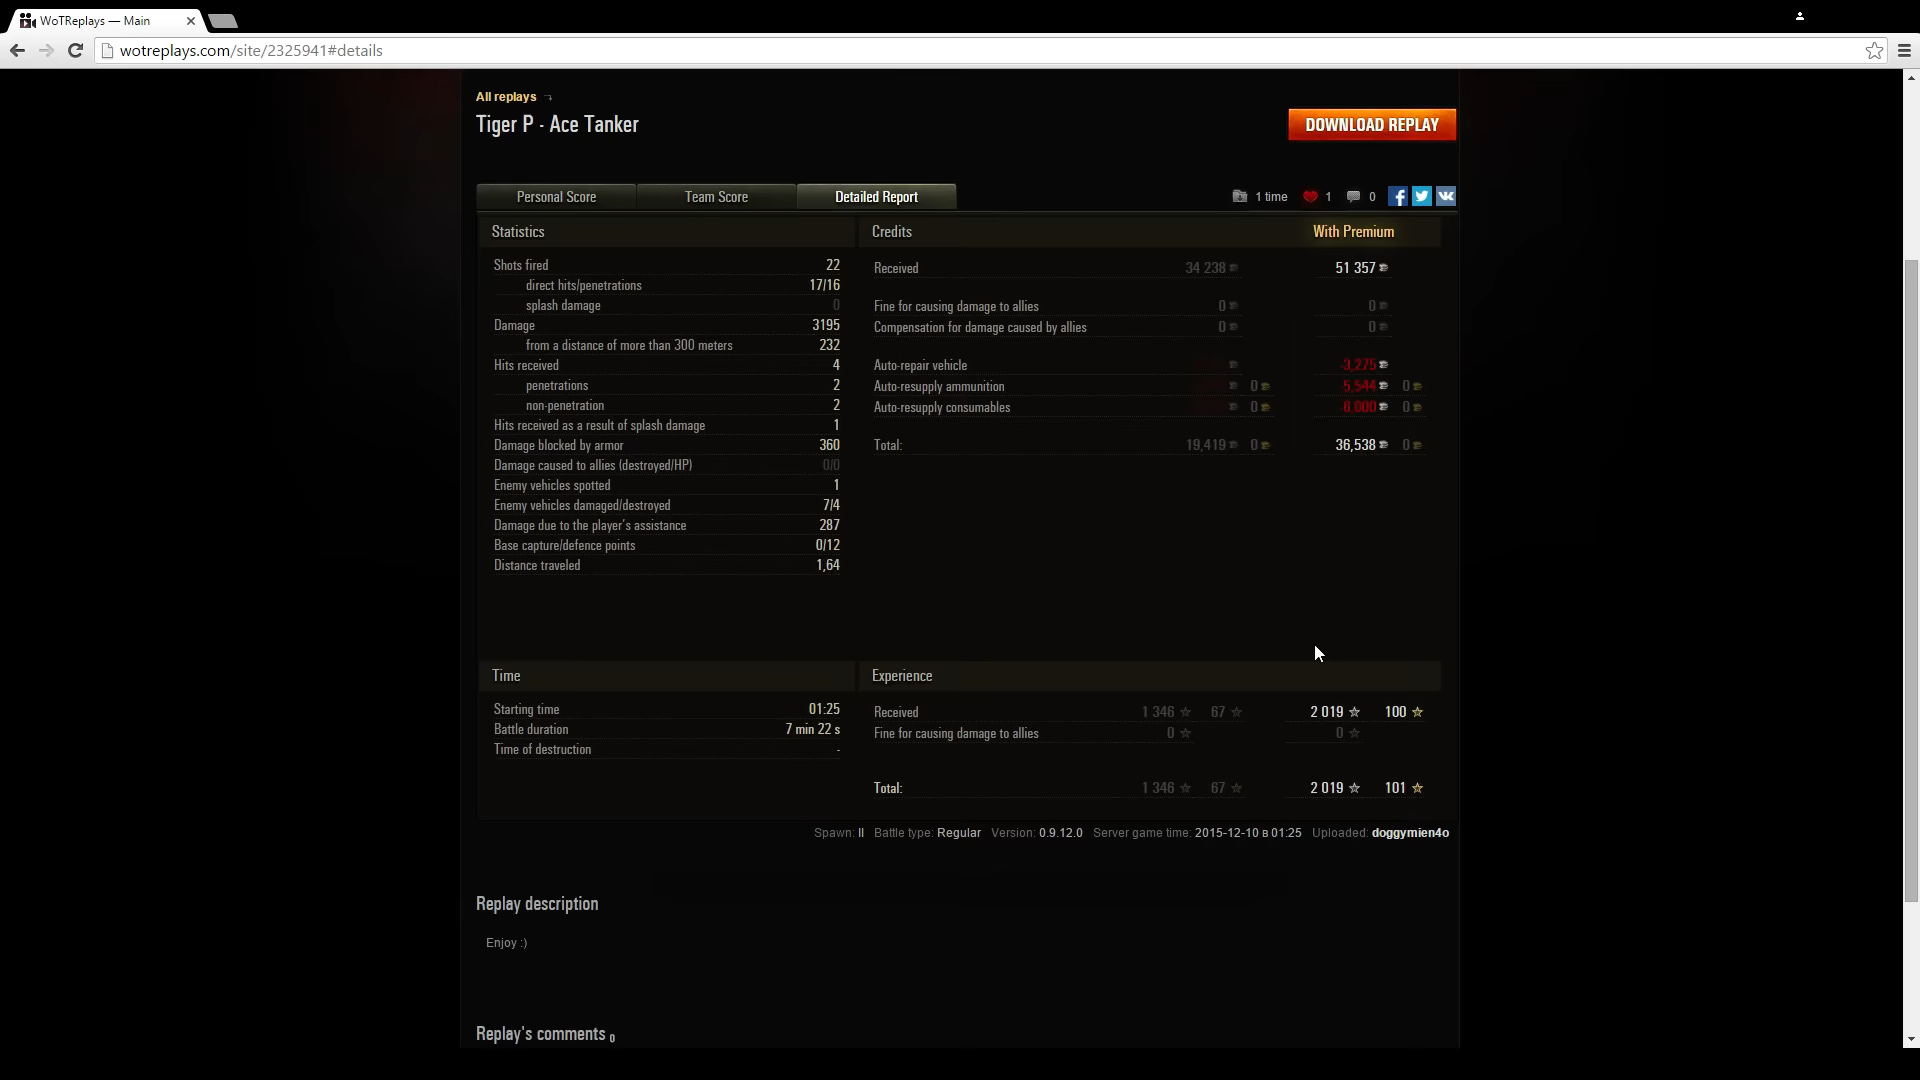 WoTReplays — Main
wotreplays.com/site/2325941#details
All replays
Tiger P - Ace Tanker
DOWNLOAD REPLAY
Personal Score Team Score Detailed Report 1 time 1 0
Statistics
Shots fired 22
direct hits/penetrations 17/16
splash damage 0
Damage 3195
from a distance of more than 300 meters 232
Hits received 4
penetrations 2
non-penetration 2
Hits received as a result of splash damage 1
Damage blocked by armor 360
Damage caused to allies (destroyed/HP) 0/0
Enemy vehicles spotted 1
Enemy vehicles damaged/destroyed 7/4
Damage due to the player's assistance 287
Base capture/defence points 0/12
Distance traveled 1,64
Credits With Premium
Received 34 238 51 357
Fine for causing damage to allies 0 0
Compensation for damage caused by allies 0 0
Auto-repair vehicle -3,275
Auto-resupply ammunition 0 -5,544 0
Auto-resupply consumables 0 0
Total: 19,419 0 36,538 0
Time
Starting time 01:25
Battle duration 7 min 22 s
Time of destruction -
Experience
Received 1 346 67 2 019 100
Fine for causing damage to allies 0 0
Total: 1 346 67 2 019 101
Spawn: II Battle type: Regular Version: 0.9.12.0 Server game time: 2015-12-10 в 01:25 Uploaded: doggymien4o
Replay description
Enjoy :)
Replay's comments 0